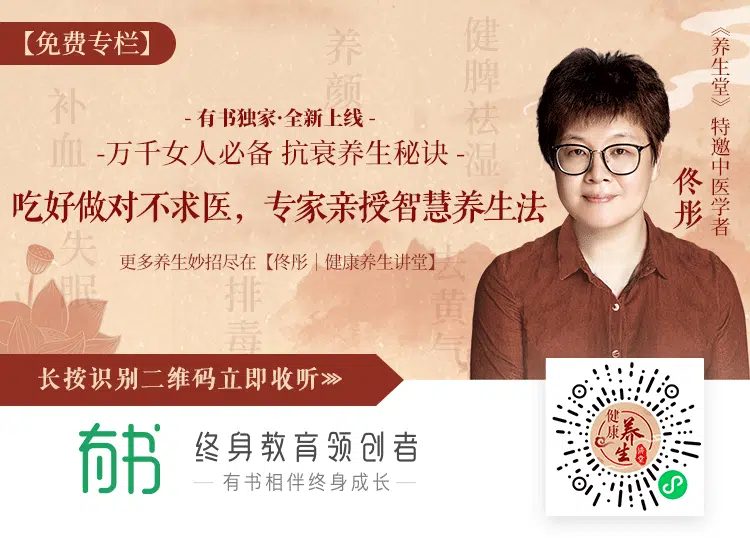 【免费专栏】
养颜
健脾祛湿
补血
- 有书独家·全新上线 -
-万千女人必备 抗衰养生秘诀 -
吃好做对不求医，专家亲授智慧养生法
更多养生妙招尽在【佟彤｜健康养生讲堂】
失眠
排毒
去黄气
《养生堂》特邀中医学者
佟彤
长按识别二维码立即收听>>>
有书
终身教育领创者
— 有书相伴终身成长 —
健康
养生
讲堂